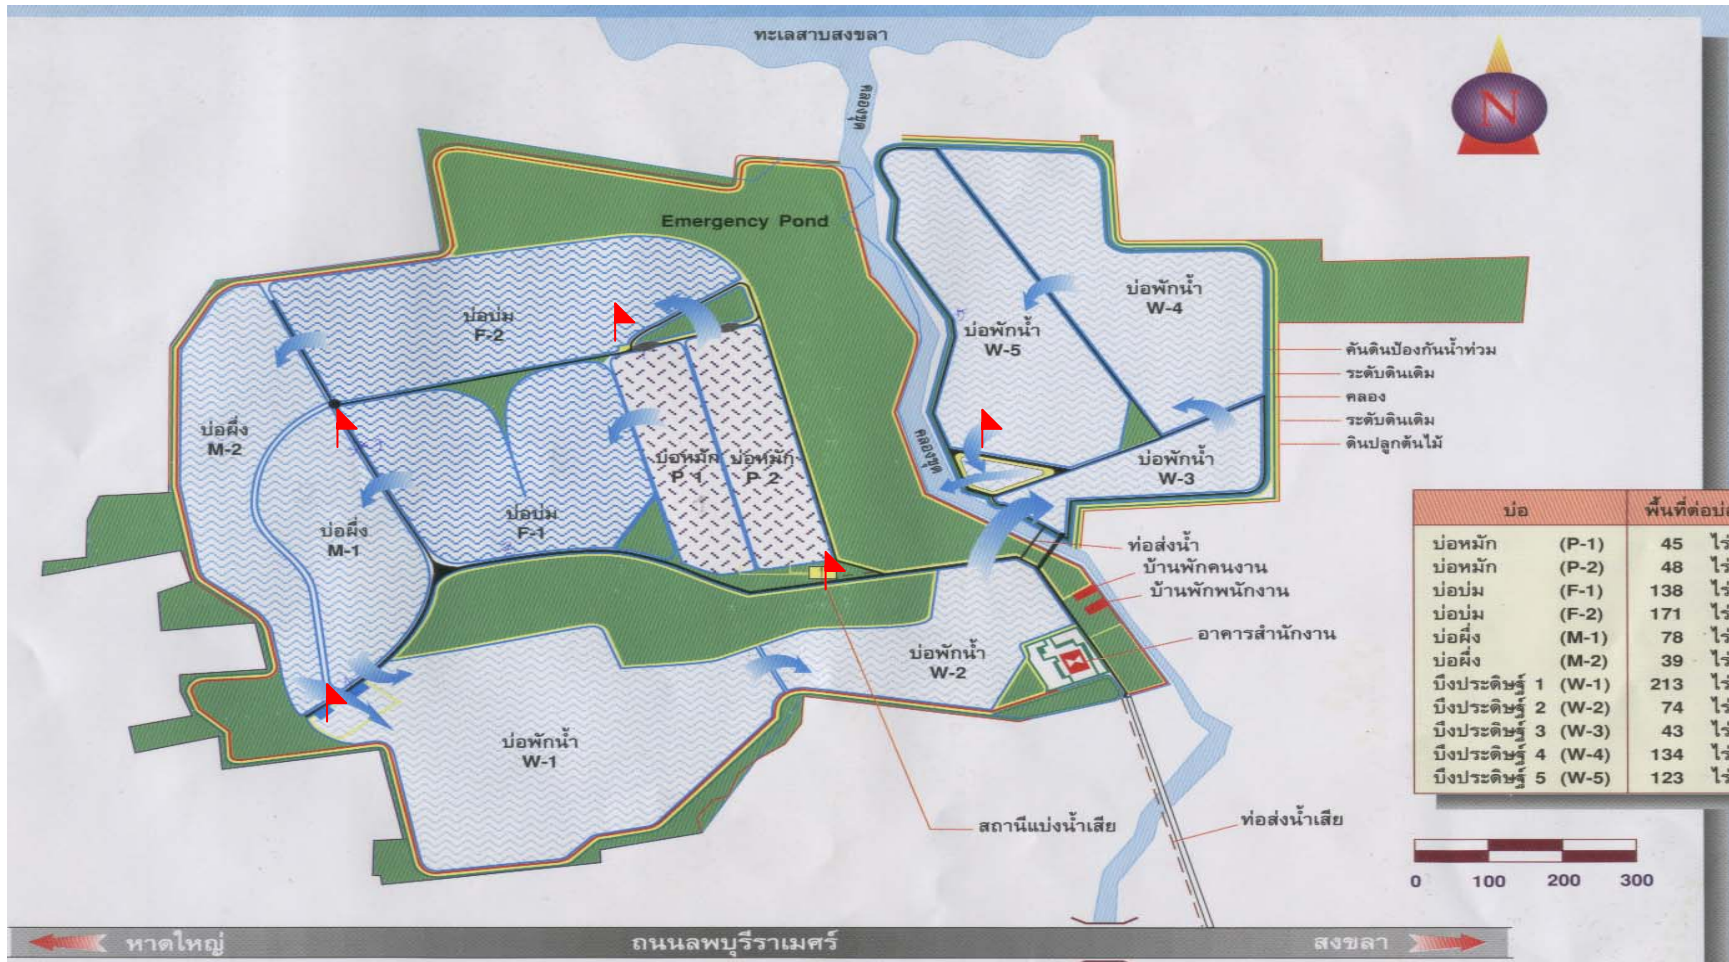 ทะเลสาบสงขลา
คลองขุด
N
Emergency Pond
บ่อบ่ม
F-2
บ่อพักน้ำ
W-4
บ่อพักน้ำ
W-5
คันดินป้องกันน้ำท่วม
ระดับดินเดิม
คลอง
ระดับดินเดิม
ดินปลูกต้นไม้
บ่อผึ่ง
M-2
บ่อหมัก
P 1
บ่อหมัก
P 2
คลองขุด
บ่อพักน้ำ
W-3
บ่อผึ่ง
M-1
บ่อบ่ม
F-1
ท่อส่งน้ำ
บ้านพักคนงาน
บ้านพักพนักงาน
อาคารสำนักงาน
บ่อพักน้ำ
W-2
บ่อพักน้ำ
W-1
สถานีแบ่งน้ำเสีย
ท่อส่งน้ำเสีย
บ่อ พื้นที่ต่อบ่
บ่อหมัก (P-1) 45 ไร่
บ่อหมัก (P-2) 48 ไร่
บ่อบ่ม (F-1) 138 ไร่
บ่อบ่ม (F-2) 171 ไร่
บ่อผึ่ง (M-1) 78 ไร่
บ่อผึ่ง (M-2) 39 ไร่
บึงประดิษฐ์ 1 (W-1) 213 ไร่
บึงประดิษฐ์ 2 (W-2) 74 ไร่
บึงประดิษฐ์ 3 (W-3) 43 ไร่
บึงประดิษฐ์ 4 (W-4) 134 ไร่
บึงประดิษฐ์ 5 (W-5) 123 ไร่
0 100 200 300
หาดใหญ่ ถนนลพบุรีราเมศร์ สงขลา